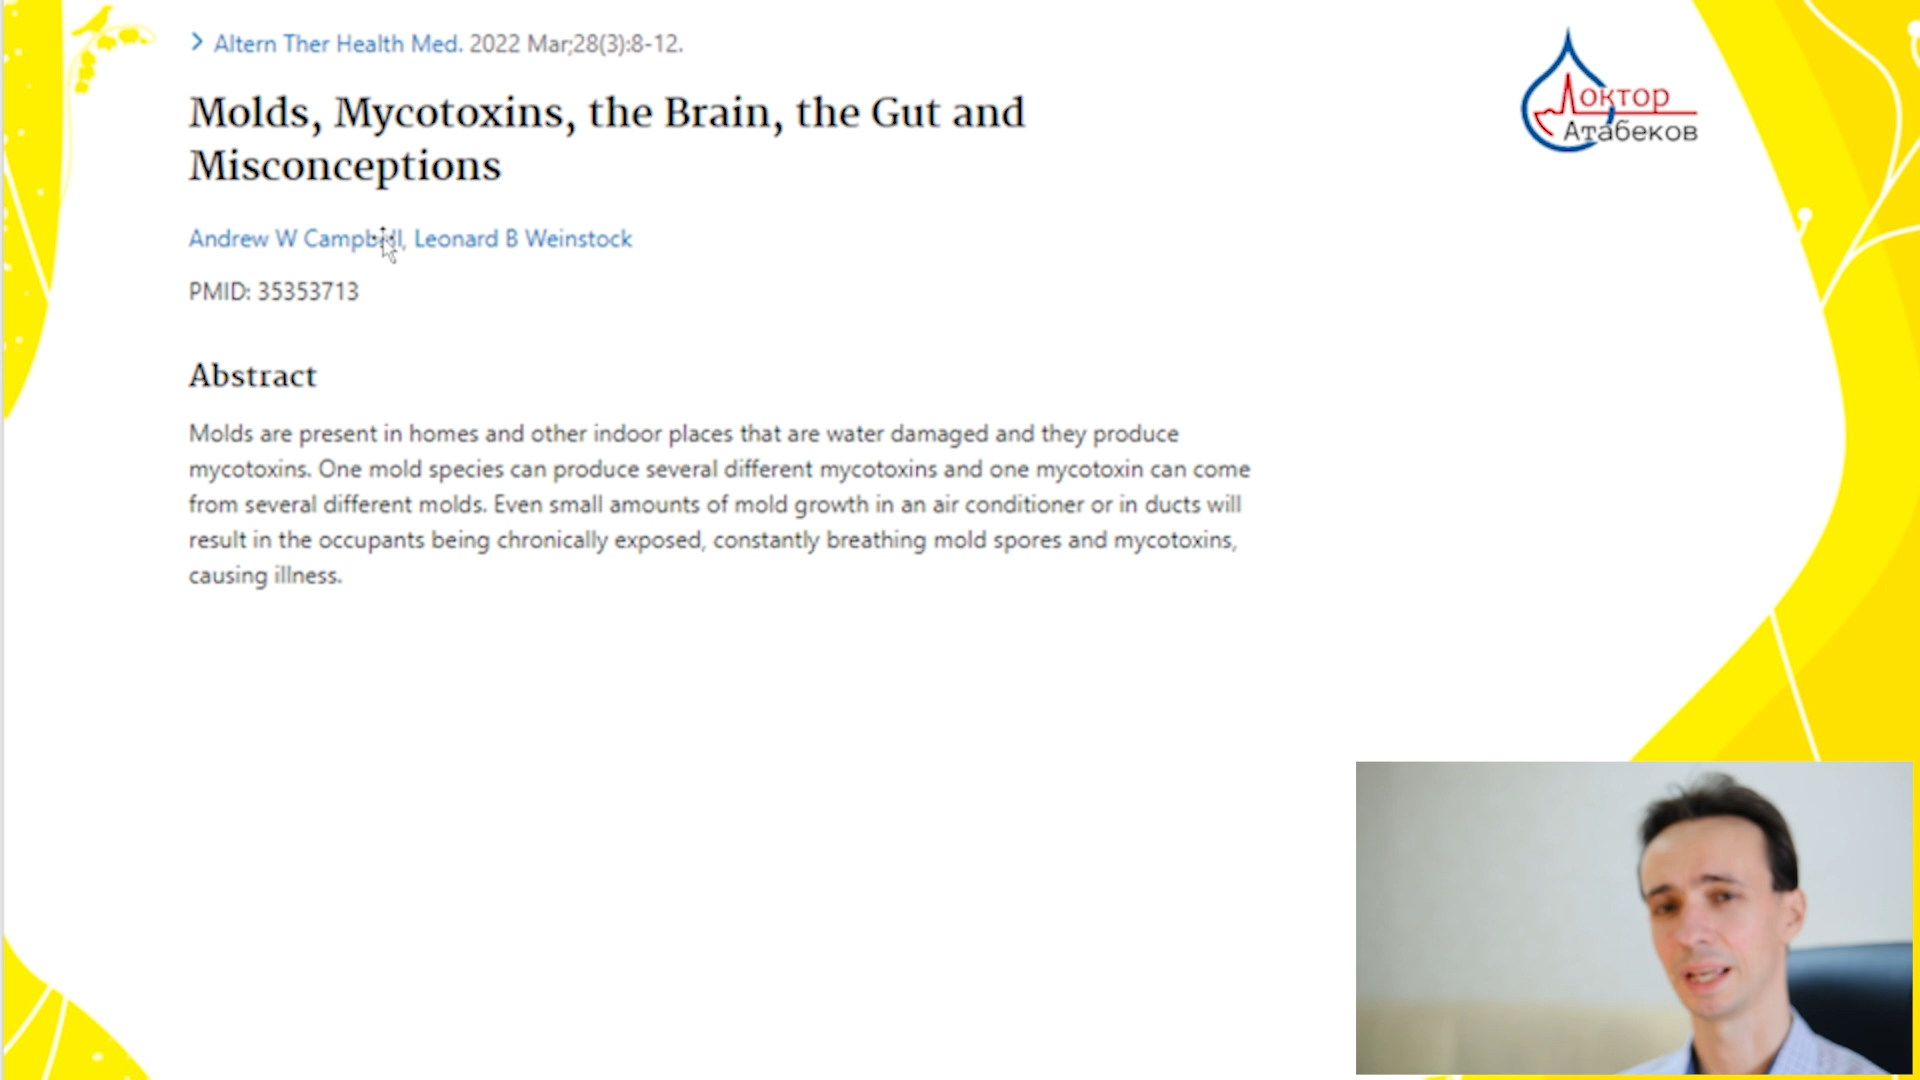 Altern Ther Health Med. 2022 Mar;28(3):8-12.
Molds, Mycotoxins, the Brain, the Gut and
Misconceptions
Andrew W Campbell, Leonard B Weinstock
PMID: 35353713
Abstract
Molds are present in homes and other indoor places that are water damaged and they produce
mycotoxins. One mold species can produce several different mycotoxins and one mycotoxin can come
from several different molds. Even small amounts of mold growth in an air conditioner or in ducts will
result in the occupants being chronically exposed, constantly breathing mold spores and mycotoxins,
causing illness.
Доктор
Атабеков